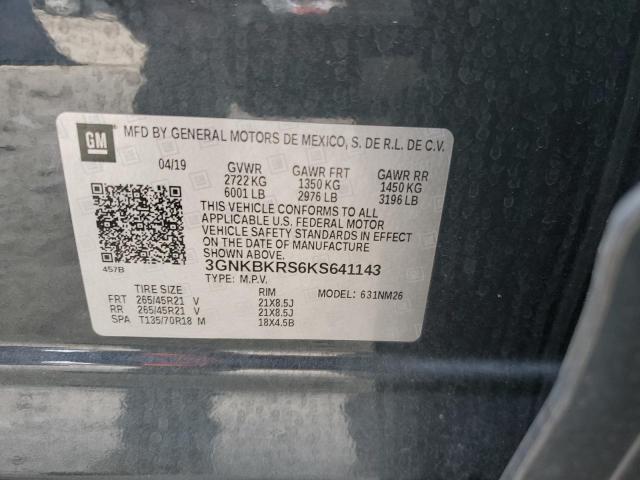 GM
MFD BY GENERAL MOTORS DE MEXICO, S. DE R.L. DE C.V.
04/19 GVWR GAWR FRT GAWR RR
2722 KG 1350 KG 1450 KG
6001 LB 2976 LB 3196 LB
THIS VEHICLE CONFORMS TO ALL
APPLICABLE U.S. FEDERAL MOTOR
VEHICLE SAFETY STANDARDS IN EFFECT
ON THE DATE OF MANUFACTURE
SHOWN ABOVE.
457B
3GNKBKRS6KS641143
TYPE: M.P.V.
MODEL: 631NM26
TIRE SIZE RIM
FRT 265/45R21 V 21X8.5J
RR 265/45R21 V 21X8.5J
SPA T135/70R18 M 18X4.5B